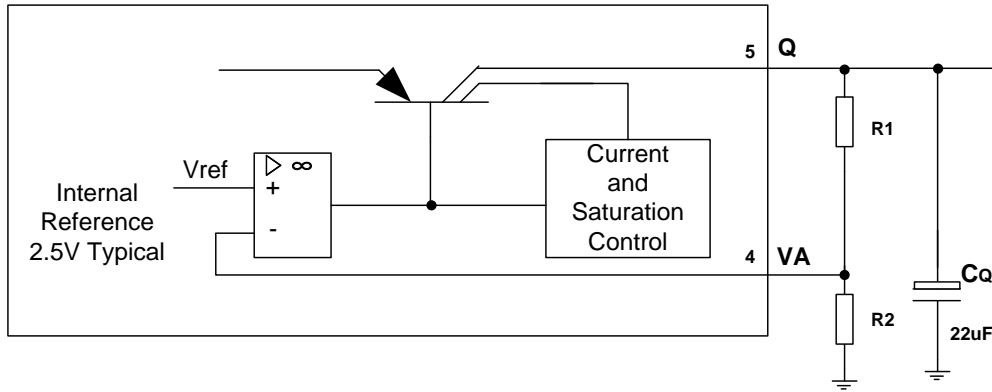 5 Q
R1
Vref
∞
+
-
Internal
Reference
2.5V Typical
Current
and
Saturation
Control
4 VA
CQ
R2
22uF